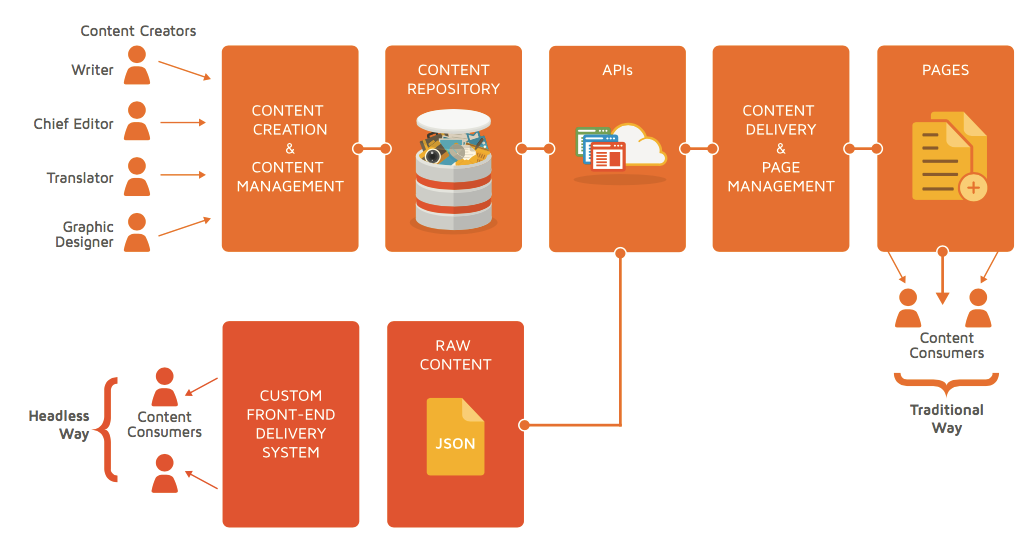 Content Creators
Writer
Chief Editor
Translator
Graphic
Designer
CONTENT
CREATION
&
CONTENT
MANAGEMENT
CONTENT
REPOSITORY
APIs
CONTENT
DELIVERY
&
PAGE
MANAGEMENT
PAGES
Content
Consumers
Traditional
Way
Headless
Way
Content
Consumers
CUSTOM
FRONT-END
DELIVERY
SYSTEM
RAW
CONTENT
JSON